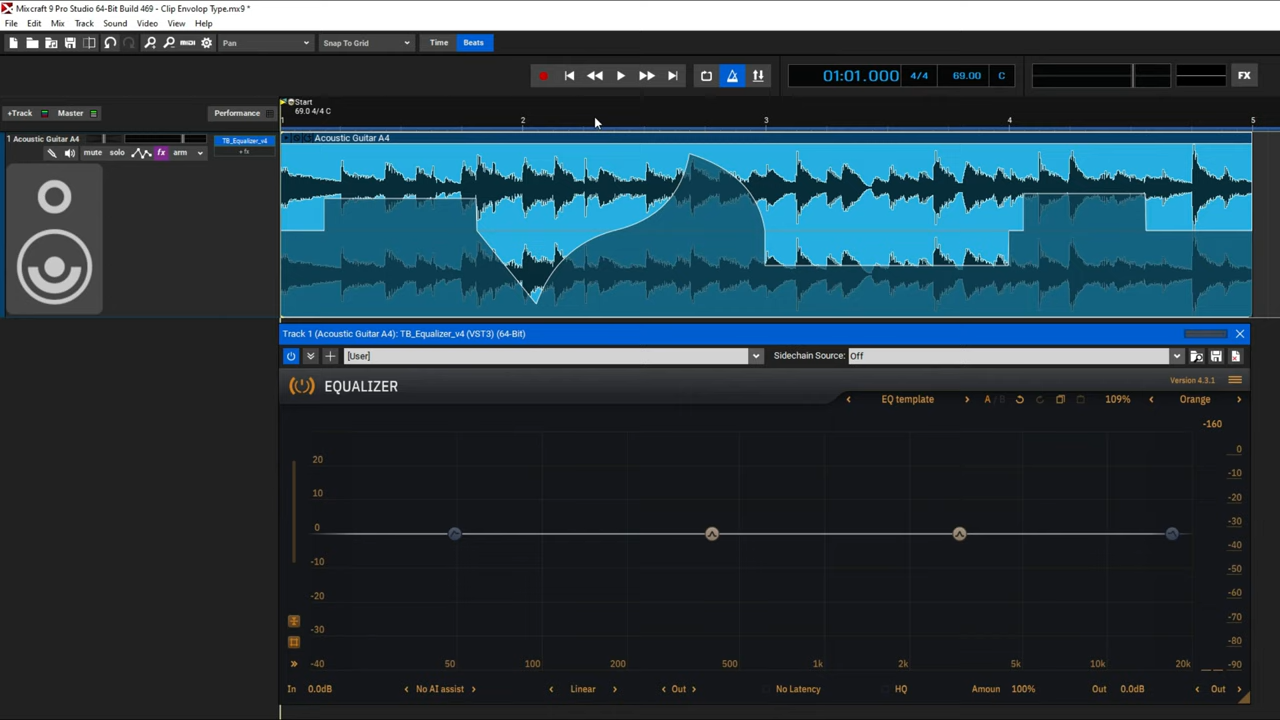 Mixcraft 9 Pro Studio 64-Bit Build 469 - Clip Envolop Type.mx9 *
File Edit Mix Track Sound Video View Help
MIDI Pan Snap To Grid Time Beats
01:01.000 4/4 69.00 C FX
Start
69.0 4/4 C
+Track Master Performance
1 2 3 4 5
1 Acoustic Guitar A4 TB_Equalizer_v4 Acoustic Guitar A4
mute solo fx arm + fx
Track 1 (Acoustic Guitar A4): TB_Equalizer_v4 (VST3) (64-Bit)
[User] Sidechain Source: Off
EQUALIZER Version 4.3.1
EQ template A / B 109% Orange
-160
20 0
10 -10
0 -20
-10 -30
-20 -40
-30 -50
-40 -60
-70
-80
-90
50 100 200 500 1k 2k 5k 10k 20k
In 0.0dB No AI assist Linear Out No Latency HQ Amoun 100% Out 0.0dB Out